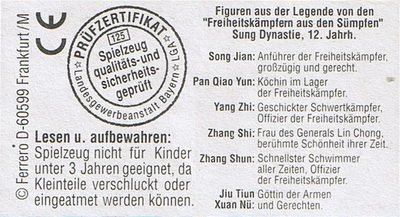 © Ferrero D-60599 Frankfurt/M
CE
PRÜFZERTIFIKAT
125
Spielzeug
qualitäts- und
sicherheits-
geprüft
Landesgewerbeanstalt Bayern • LGA
Lesen u. aufbewahren:
Spielzeug nicht für Kinder
unter 3 Jahren geeignet, da
Kleinteile verschluckt oder
eingeatmet werden können.
Figuren aus der Legende von den
"Freiheitskämpfern aus den Sümpfen"
Sung Dynastie, 12. Jahrh.
Song Jian: Anführer der Freiheitskämpfer,
großzügig und gerecht.
Pan Qiao Yun: Köchin im Lager
der Freiheitskämpfer.
Yang Zhi: Geschickter Schwertkämpfer,
Offizier der Freiheitskämpfer.
Zhang Shi: Frau des Generals Lin Chong,
berühmte Schönheit ihrer Zeit.
Zhang Shun: Schnellster Schwimmer
aller Zeiten, Offizier
der Freiheitskämpfer.
Jiu Tiun Göttin der Armen
Xuan Nü: und Gerechten.